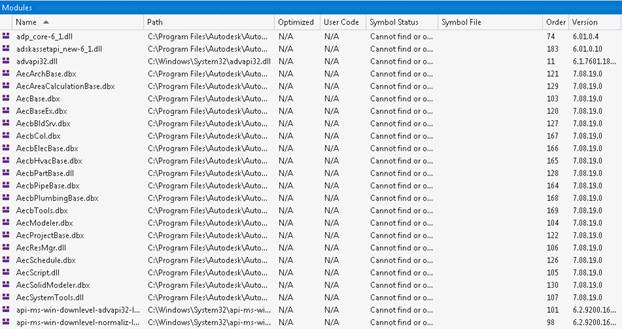 Modules
Name Path Optimized User Code Symbol Status Symbol File Order Version
adp_core-6_1.dll C:\Program Files\Autodesk\Auto... N/A N/A Cannot find or o... 74 6.01.0.4
adskassetapi_new-6_1.dll C:\Program Files\Autodesk\Auto... N/A N/A Cannot find or o... 183 6.01.0.10
advapi32.dll C:\Windows\System32\advapi32.dll N/A N/A Cannot find or o... 11 6.1.7601.18...
AecArchBase.dbx C:\Program Files\Autodesk\Auto... N/A N/A Cannot find or o... 121 7.08.19.0
AecAreaCalculationBase.dbx C:\Program Files\Autodesk\Auto... N/A N/A Cannot find or o... 129 7.08.19.0
AecBase.dbx C:\Program Files\Autodesk\Auto... N/A N/A Cannot find or o... 103 7.08.19.0
AecBaseEx.dbx C:\Program Files\Autodesk\Auto... N/A N/A Cannot find or o... 120 7.08.19.0
AecbBldSrv.dbx C:\Program Files\Autodesk\Auto... N/A N/A Cannot find or o... 127 7.08.19.0
AecbCol.dbx C:\Program Files\Autodesk\Auto... N/A N/A Cannot find or o... 167 7.08.19.0
AecbElecBase.dbx C:\Program Files\Autodesk\Auto... N/A N/A Cannot find or o... 166 7.08.19.0
AecbHvacBase.dbx C:\Program Files\Autodesk\Auto... N/A N/A Cannot find or o... 165 7.08.19.0
AecbPartBase.dll C:\Program Files\Autodesk\Auto... N/A N/A Cannot find or o... 128 7.08.19.0
AecbPipeBase.dbx C:\Program Files\Autodesk\Auto... N/A N/A Cannot find or o... 164 7.08.19.0
AecbPlumbingBase.dbx C:\Program Files\Autodesk\Auto... N/A N/A Cannot find or o... 168 7.08.19.0
AecbTools.dbx C:\Program Files\Autodesk\Auto... N/A N/A Cannot find or o... 169 7.08.19.0
AecModeler.dbx C:\Program Files\Autodesk\Auto... N/A N/A Cannot find or o... 104 7.08.19.0
AecProjectBase.dbx C:\Program Files\Autodesk\Auto... N/A N/A Cannot find or o... 122 7.08.19.0
AecResMgr.dll C:\Program Files\Autodesk\Auto... N/A N/A Cannot find or o... 106 7.08.19.0
AecSchedule.dbx C:\Program Files\Autodesk\Auto... N/A N/A Cannot find or o... 126 7.08.19.0
AecScript.dll C:\Program Files\Autodesk\Auto... N/A N/A Cannot find or o... 105 7.08.19.0
AecSolidModeler.dbx C:\Program Files\Autodesk\Auto... N/A N/A Cannot find or o... 130 7.08.19.0
AecSystemTools.dbx C:\Program Files\Autodesk\Auto... N/A N/A Cannot find or o... 107 7.08.19.0
api-ms-win-downlevel-advapi32-l... C:\Windows\System32\api-ms-wi... N/A N/A Cannot find or o... 101 6.2.9200.16...
api-ms-win-downlevel-normaliz-l... C:\Windows\System32\api-ms-wi... N/A N/A Cannot find or o... 98 6.2.9200.16...